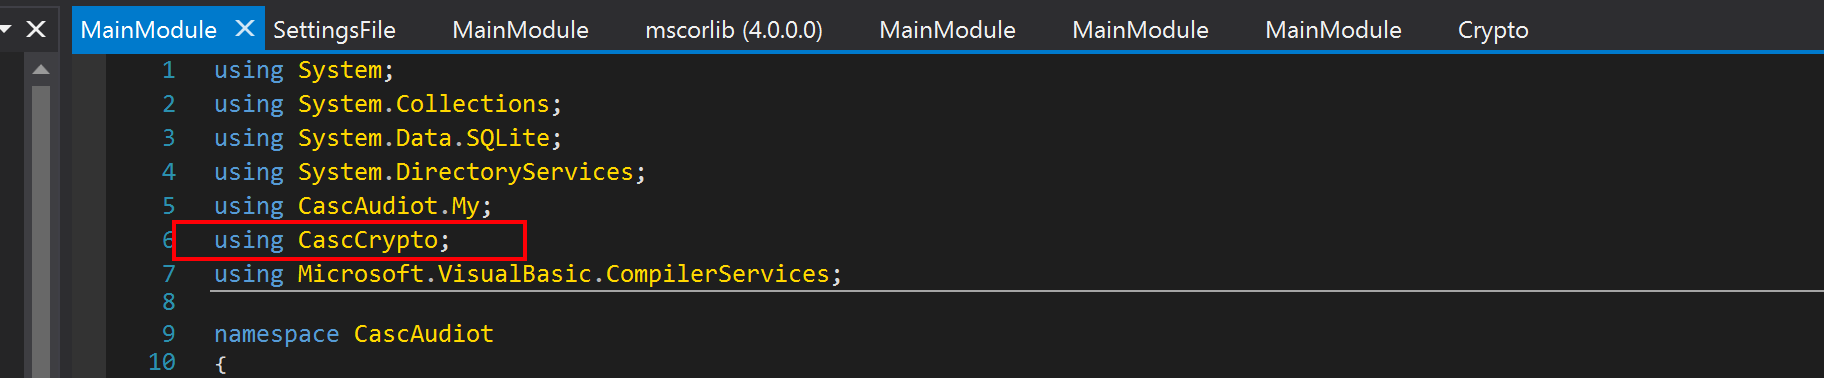 MainModule SettingsFile MainModule mscorlib (4.0.0.0) MainModule MainModule MainModule Crypto
1 using System;
2 using System.Collections;
3 using System.Data.SQLite;
4 using System.DirectoryServices;
5 using CascAudiot.My;
6 using CascCrypto;
7 using Microsoft.VisualBasic.CompilerServices;
8
9 namespace CascAudiot
10 {